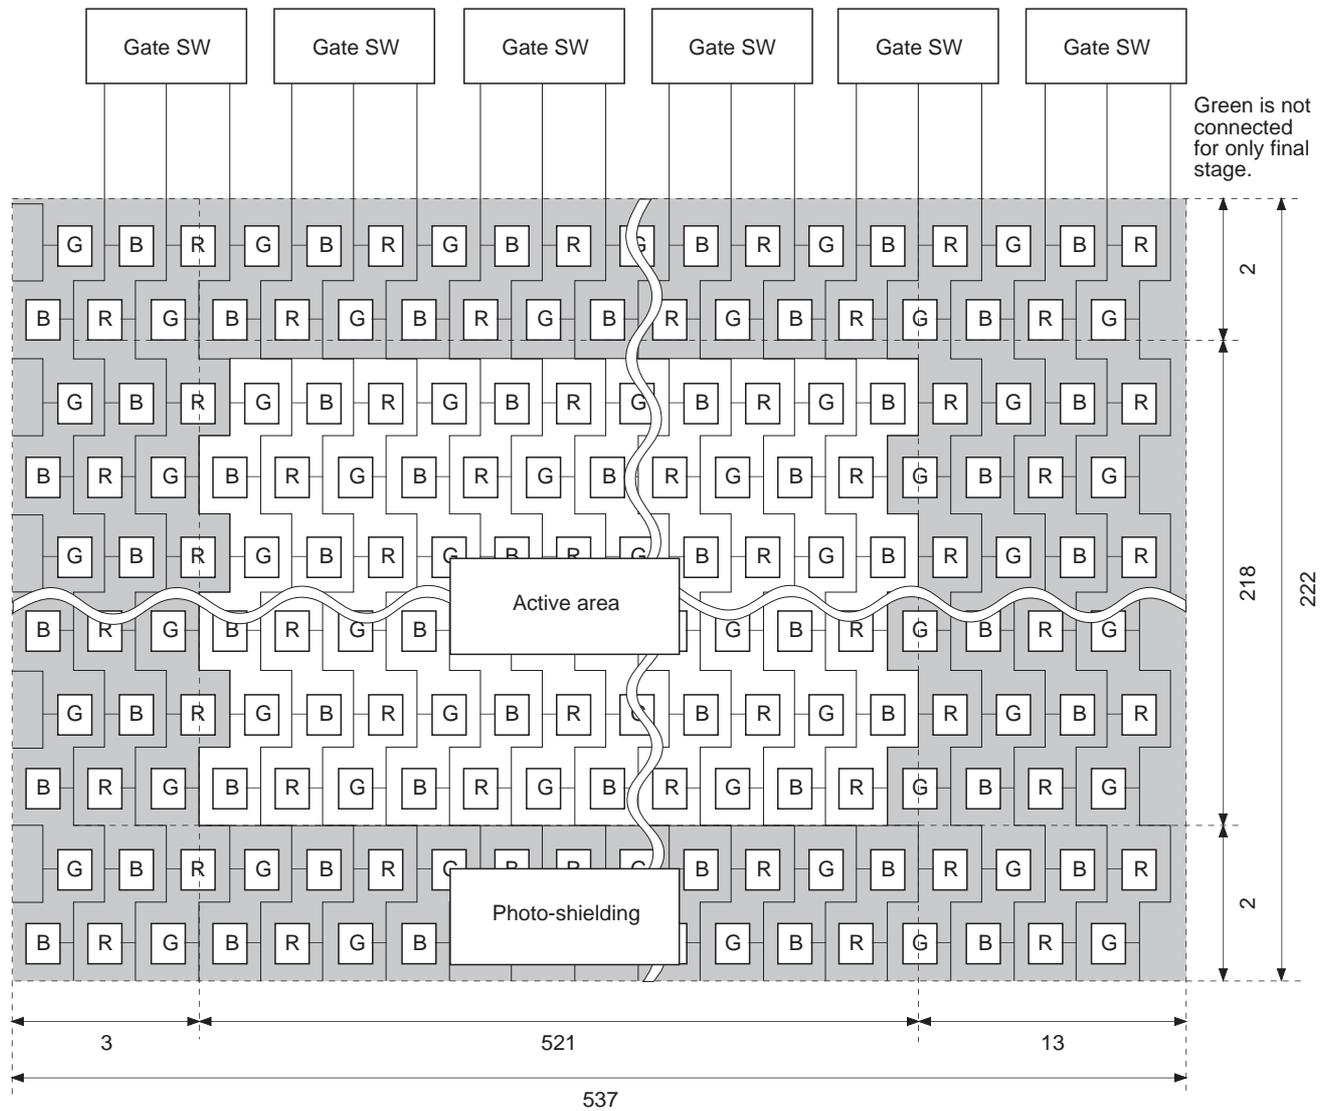 Gate SW Gate SW Gate SW Gate SW Gate SW Gate SW
Green is not
connected
for only final
stage.
G B R G B R G B R G B R G B R G B R
B R G B R G B R G B R G B R G B R G
2
G B R G B R G B R G B R G B R G B R
B R G B R G B R G B R G B R G B R G
G B R G B R G B R G B R G B R G B R
Active area
218
222
B R G B R G B G B R G B R G
G B R G B R G B R G B R G B R G B R
B R G B R G B R G B R G B R G B R G
G B R G B R G B R G B R G B R G B R
Photo-shielding
2
B R G B R G B G B R G B R G
3 521 13
537